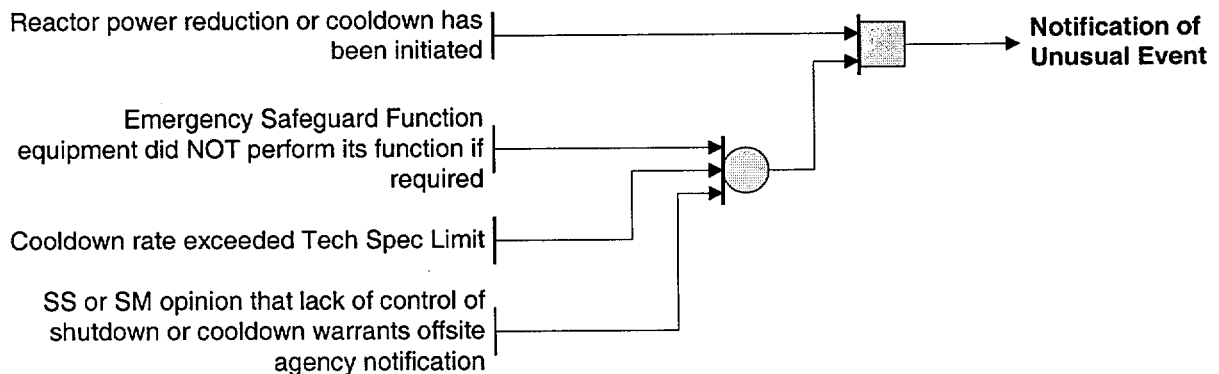 Reactor power reduction or cooldown has
been initiated
Notification of
Unusual Event
Emergency Safeguard Function
equipment did NOT perform its function if
required
Cooldown rate exceeded Tech Spec Limit
SS or SM opinion that lack of control of
shutdown or cooldown warrants offsite
agency notification